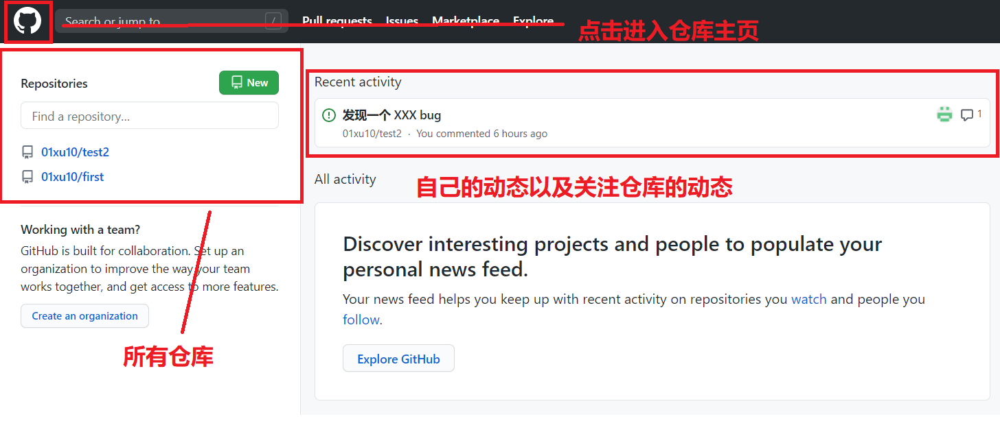 Search or jump to...
/
Pull requests Issues Marketplace Explore
点击进入仓库主页
Repositories
New
Find a repository...
01xu10/test2
01xu10/first
Recent activity
发现一个 XXX bug
1
01xu10/test2 · You commented 6 hours ago
All activity
自己的动态以及关注仓库的动态
Working with a team?
GitHub is built for collaboration. Set up an
organization to improve the way your team
works together, and get access to more features.
Create an organization
所有仓库
Discover interesting projects and people to populate your
personal news feed.
Your news feed helps you keep up with recent activity on repositories you watch and people you
follow.
Explore GitHub